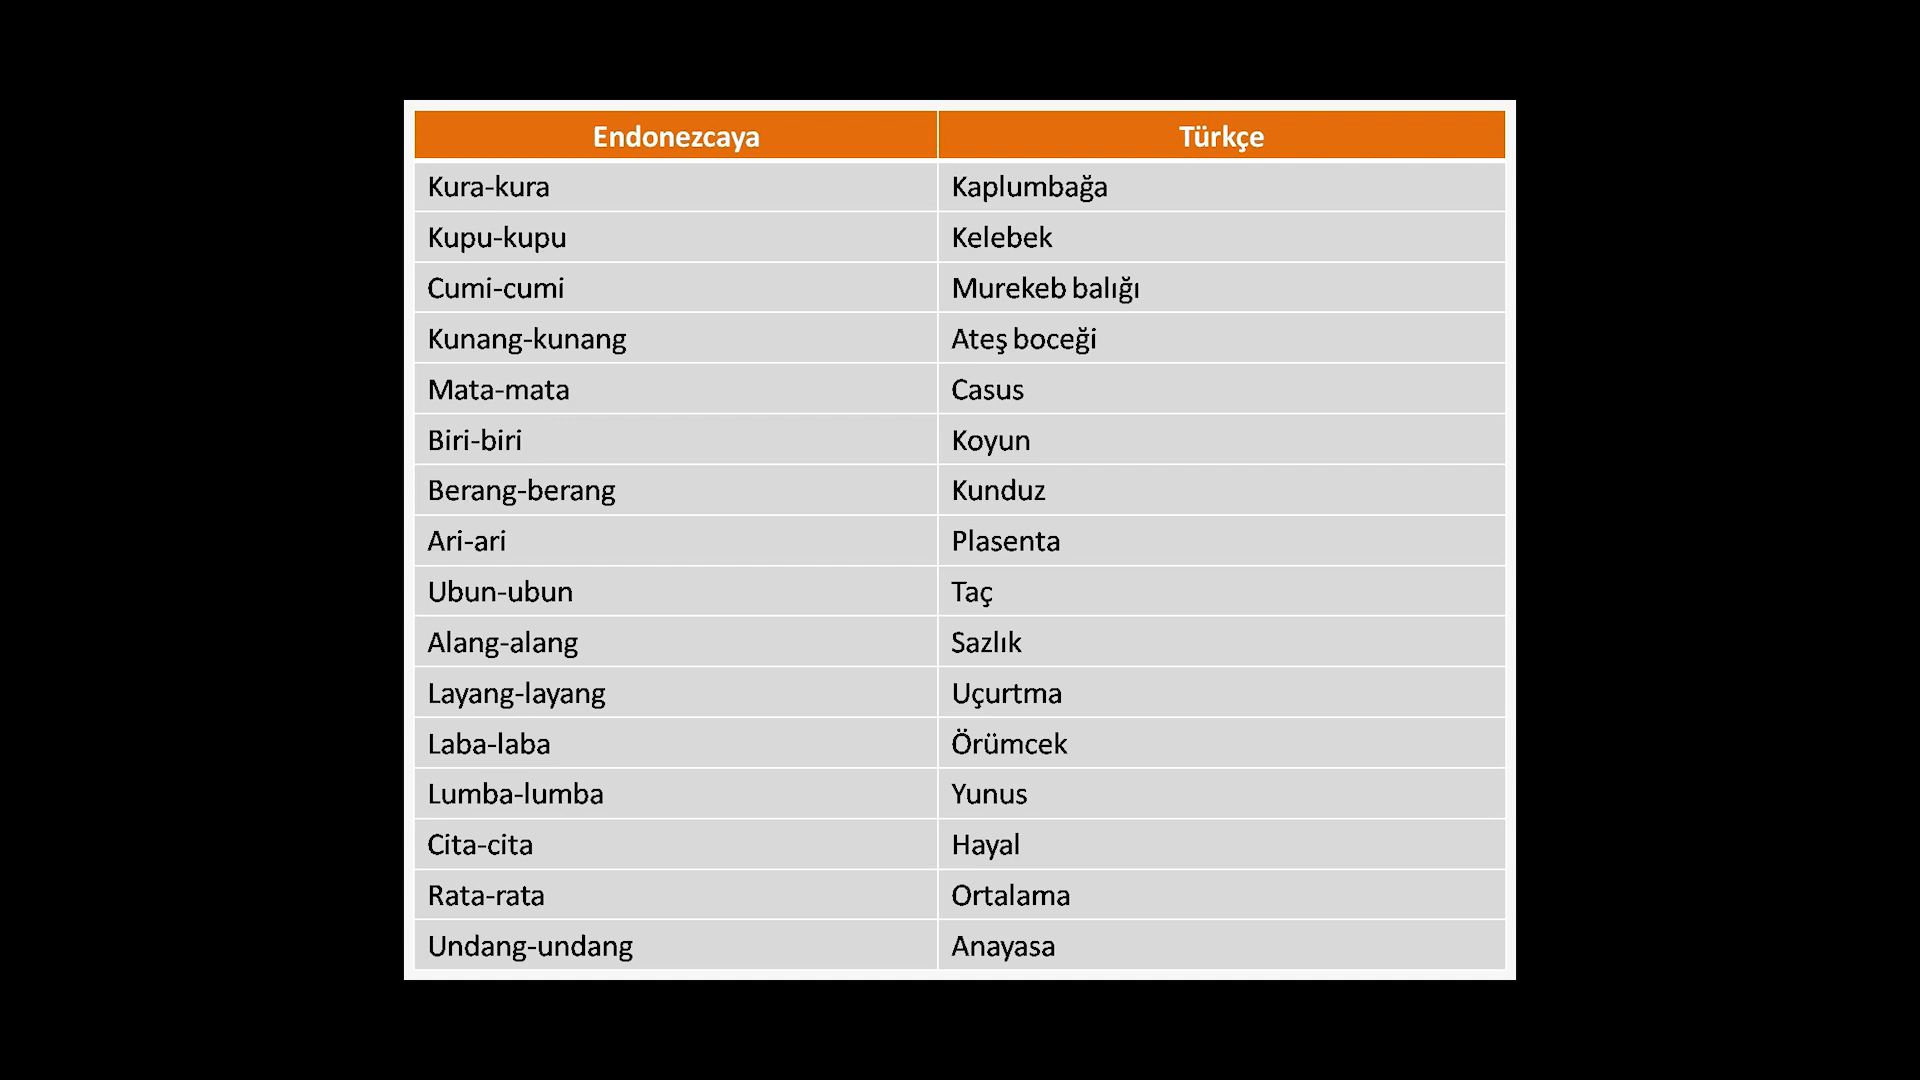 Endonezcaya Türkçe
Kura-kura Kaplumbağa
Kupu-kupu Kelebek
Cumi-cumi Murekeb balığı
Kunang-kunang Ateş boceği
Mata-mata Casus
Biri-biri Koyun
Berang-berang Kunduz
Ari-ari Plasenta
Ubun-ubun Taç
Alang-alang Sazlık
Layang-layang Uçurtma
Laba-laba Örümcek
Lumba-lumba Yunus
Cita-cita Hayal
Rata-rata Ortalama
Undang-undang Anayasa